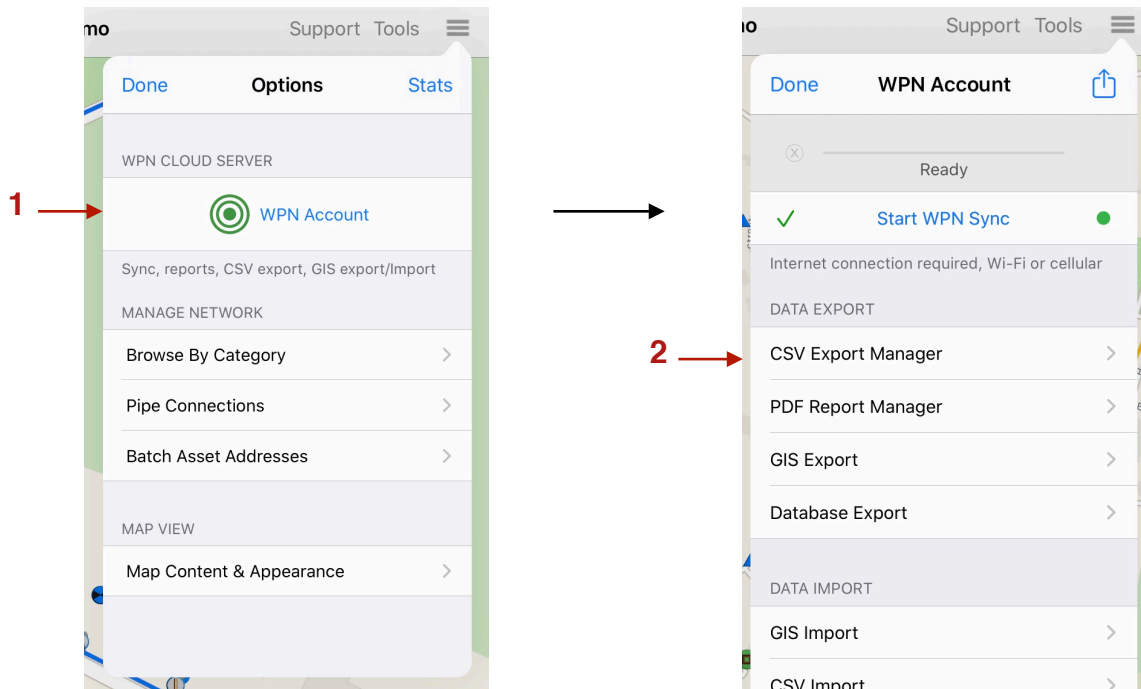 mo
Support Tools
Done Options Stats
WPN CLOUD SERVER
1
WPN Account
Sync, reports, CSV export, GIS export/Import
MANAGE NETWORK
Browse By Category
Pipe Connections
Batch Asset Addresses
MAP VIEW
Map Content & Appearance
Support Tools
Done WPN Account
Ready
Start WPN Sync
Internet connection required, Wi-Fi or cellular
DATA EXPORT
2
CSV Export Manager
PDF Report Manager
GIS Export
Database Export
DATA IMPORT
GIS Import
CSV Import